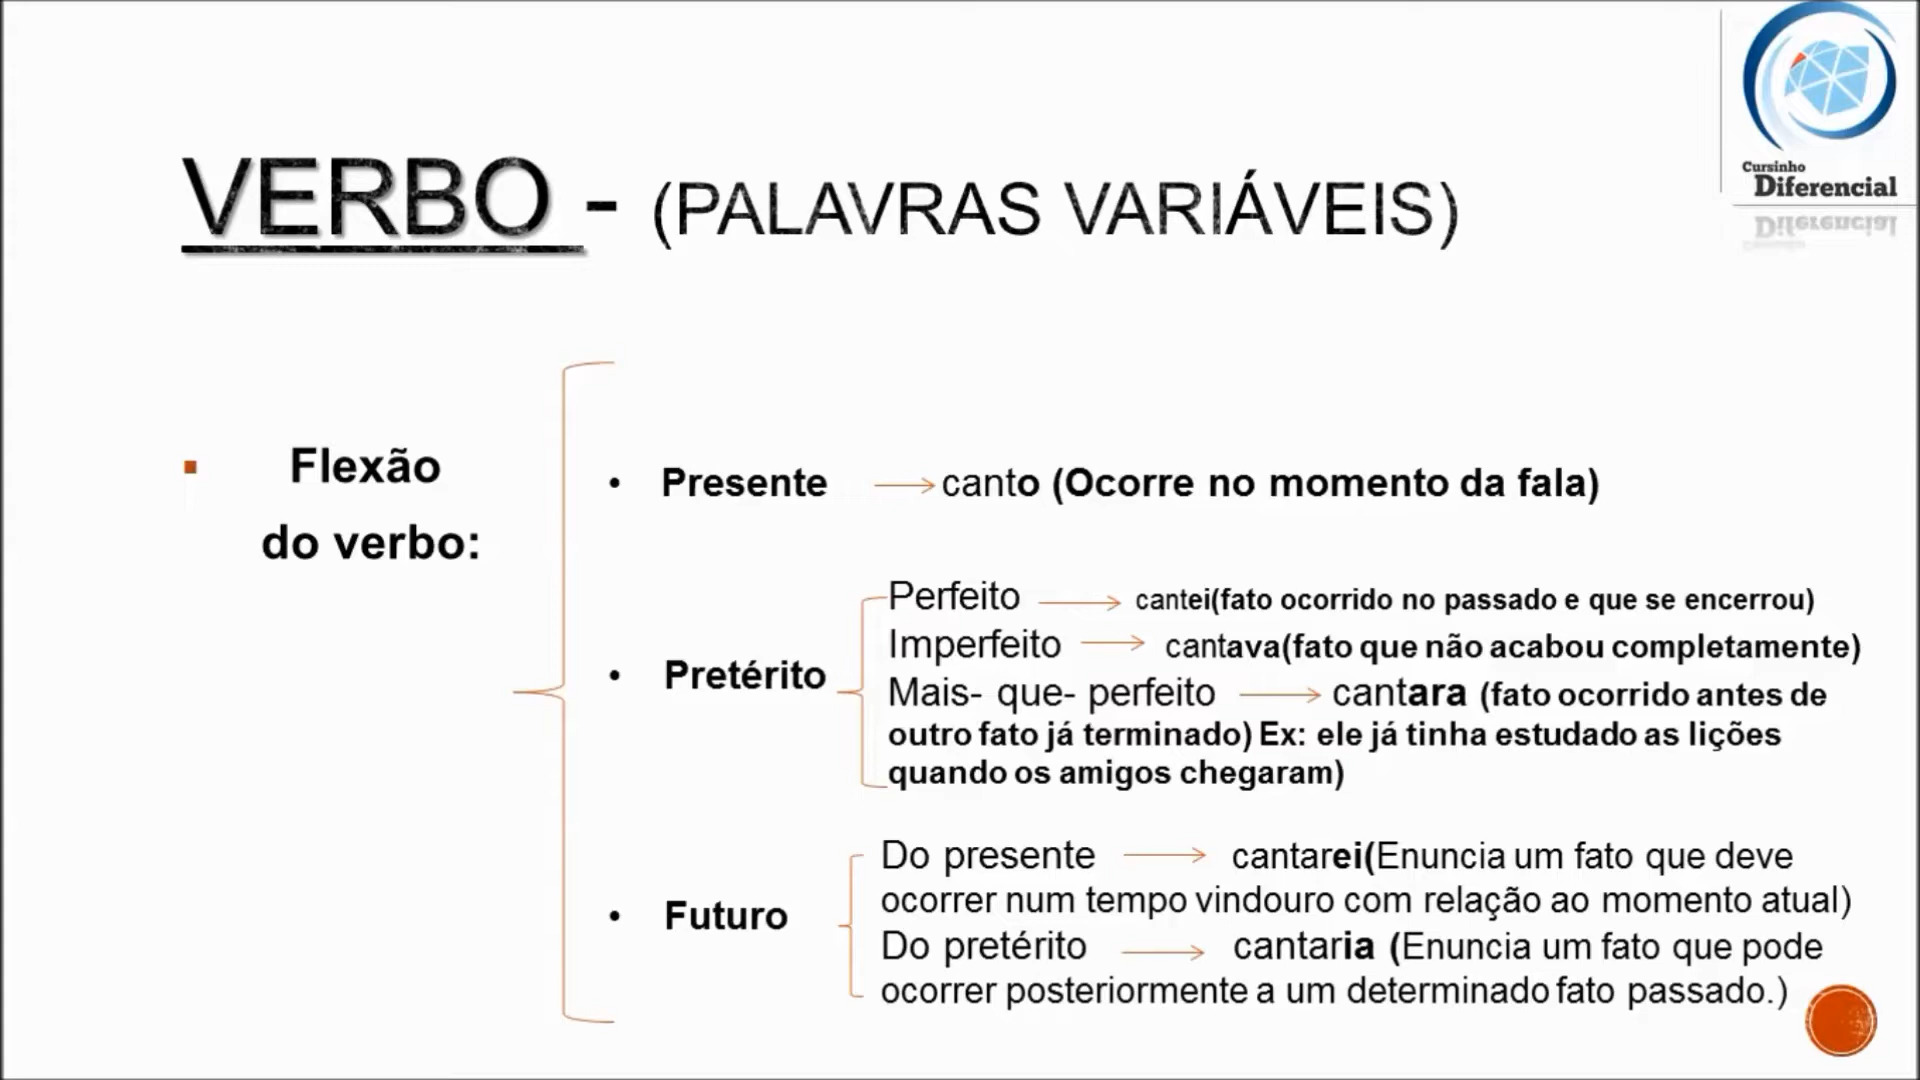 Cursinho
Diferencial
VERBO - (PALAVRAS VARIÁVEIS)
▪ Flexão
do verbo:
• Presente → canto (Ocorre no momento da fala)
• Pretérito
Perfeito → cantei(fato ocorrido no passado e que se encerrou)
Imperfeito → cantava(fato que não acabou completamente)
Mais- que- perfeito → cantara (fato ocorrido antes de
outro fato já terminado) Ex: ele já tinha estudado as lições
quando os amigos chegaram)
• Futuro
Do presente → cantarei(Enuncia um fato que deve
ocorrer num tempo vindouro com relação ao momento atual)
Do pretérito → cantaria (Enuncia um fato que pode
ocorrer posteriormente a um determinado fato passado.)